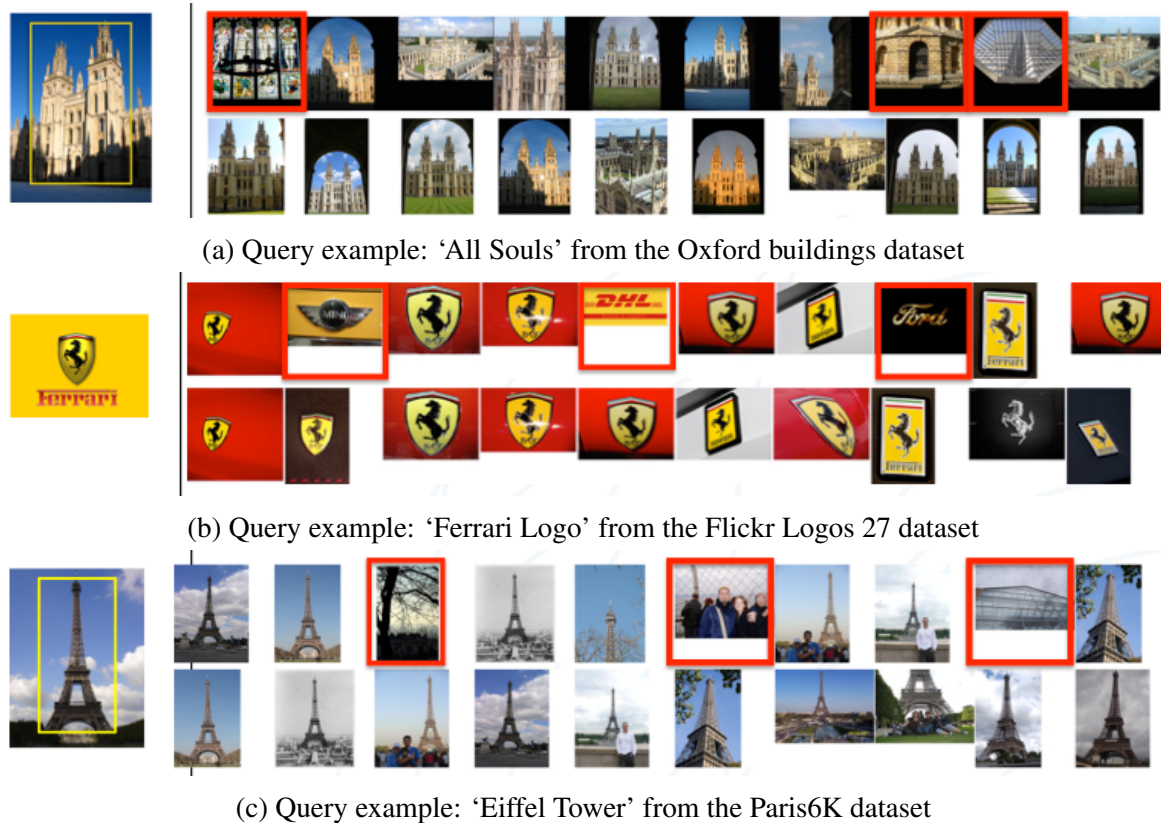 (a) Query example: ‘All Souls’ from the Oxford buildings dataset
Ferrari
MINI
DHL
Ford
Ferrari
Ferrari
(b) Query example: ‘Ferrari Logo’ from the Flickr Logos 27 dataset
(c) Query example: ‘Eiffel Tower’ from the Paris6K dataset